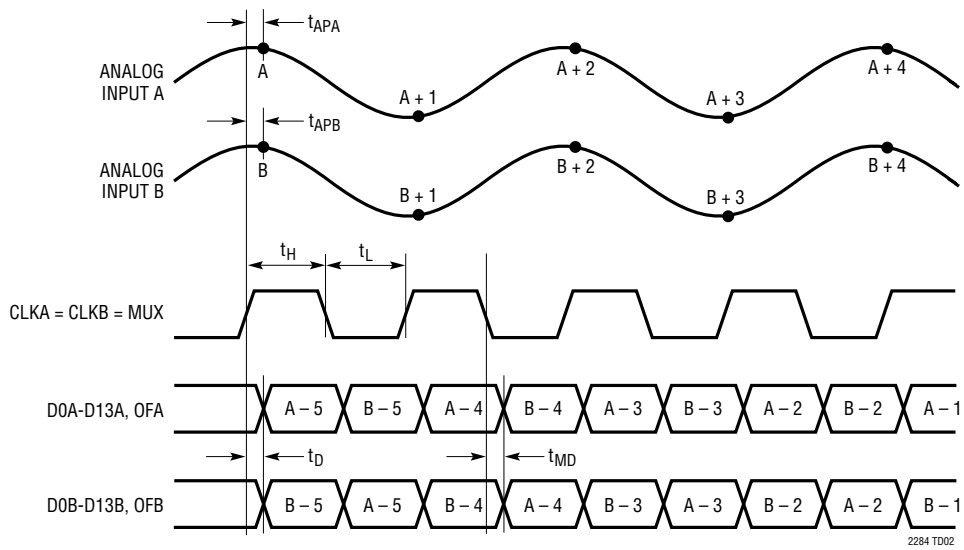 tAPA
ANALOG
INPUT A
A
A + 1
A + 2
A + 3
A + 4
tAPB
ANALOG
INPUT B
B
B + 1
B + 2
B + 3
B + 4
tH
tL
CLKA = CLKB = MUX
D0A-D13A, OFA
A – 5
B – 5
A – 4
B – 4
A – 3
B – 3
A – 2
B – 2
A – 1
tD
tMD
D0B-D13B, OFB
B – 5
A – 5
B – 4
A – 4
B – 3
A – 3
B – 2
A – 2
B – 1
2284 TD02